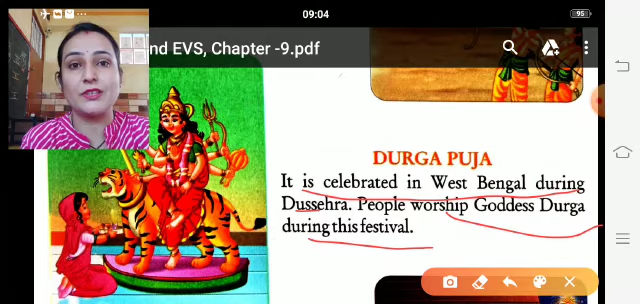 09:04
95
nd EVS, Chapter -9.pdf
DURGA PUJA
It is celebrated in West Bengal during
Dussehra. People worship Goddess Durga
during this festival.